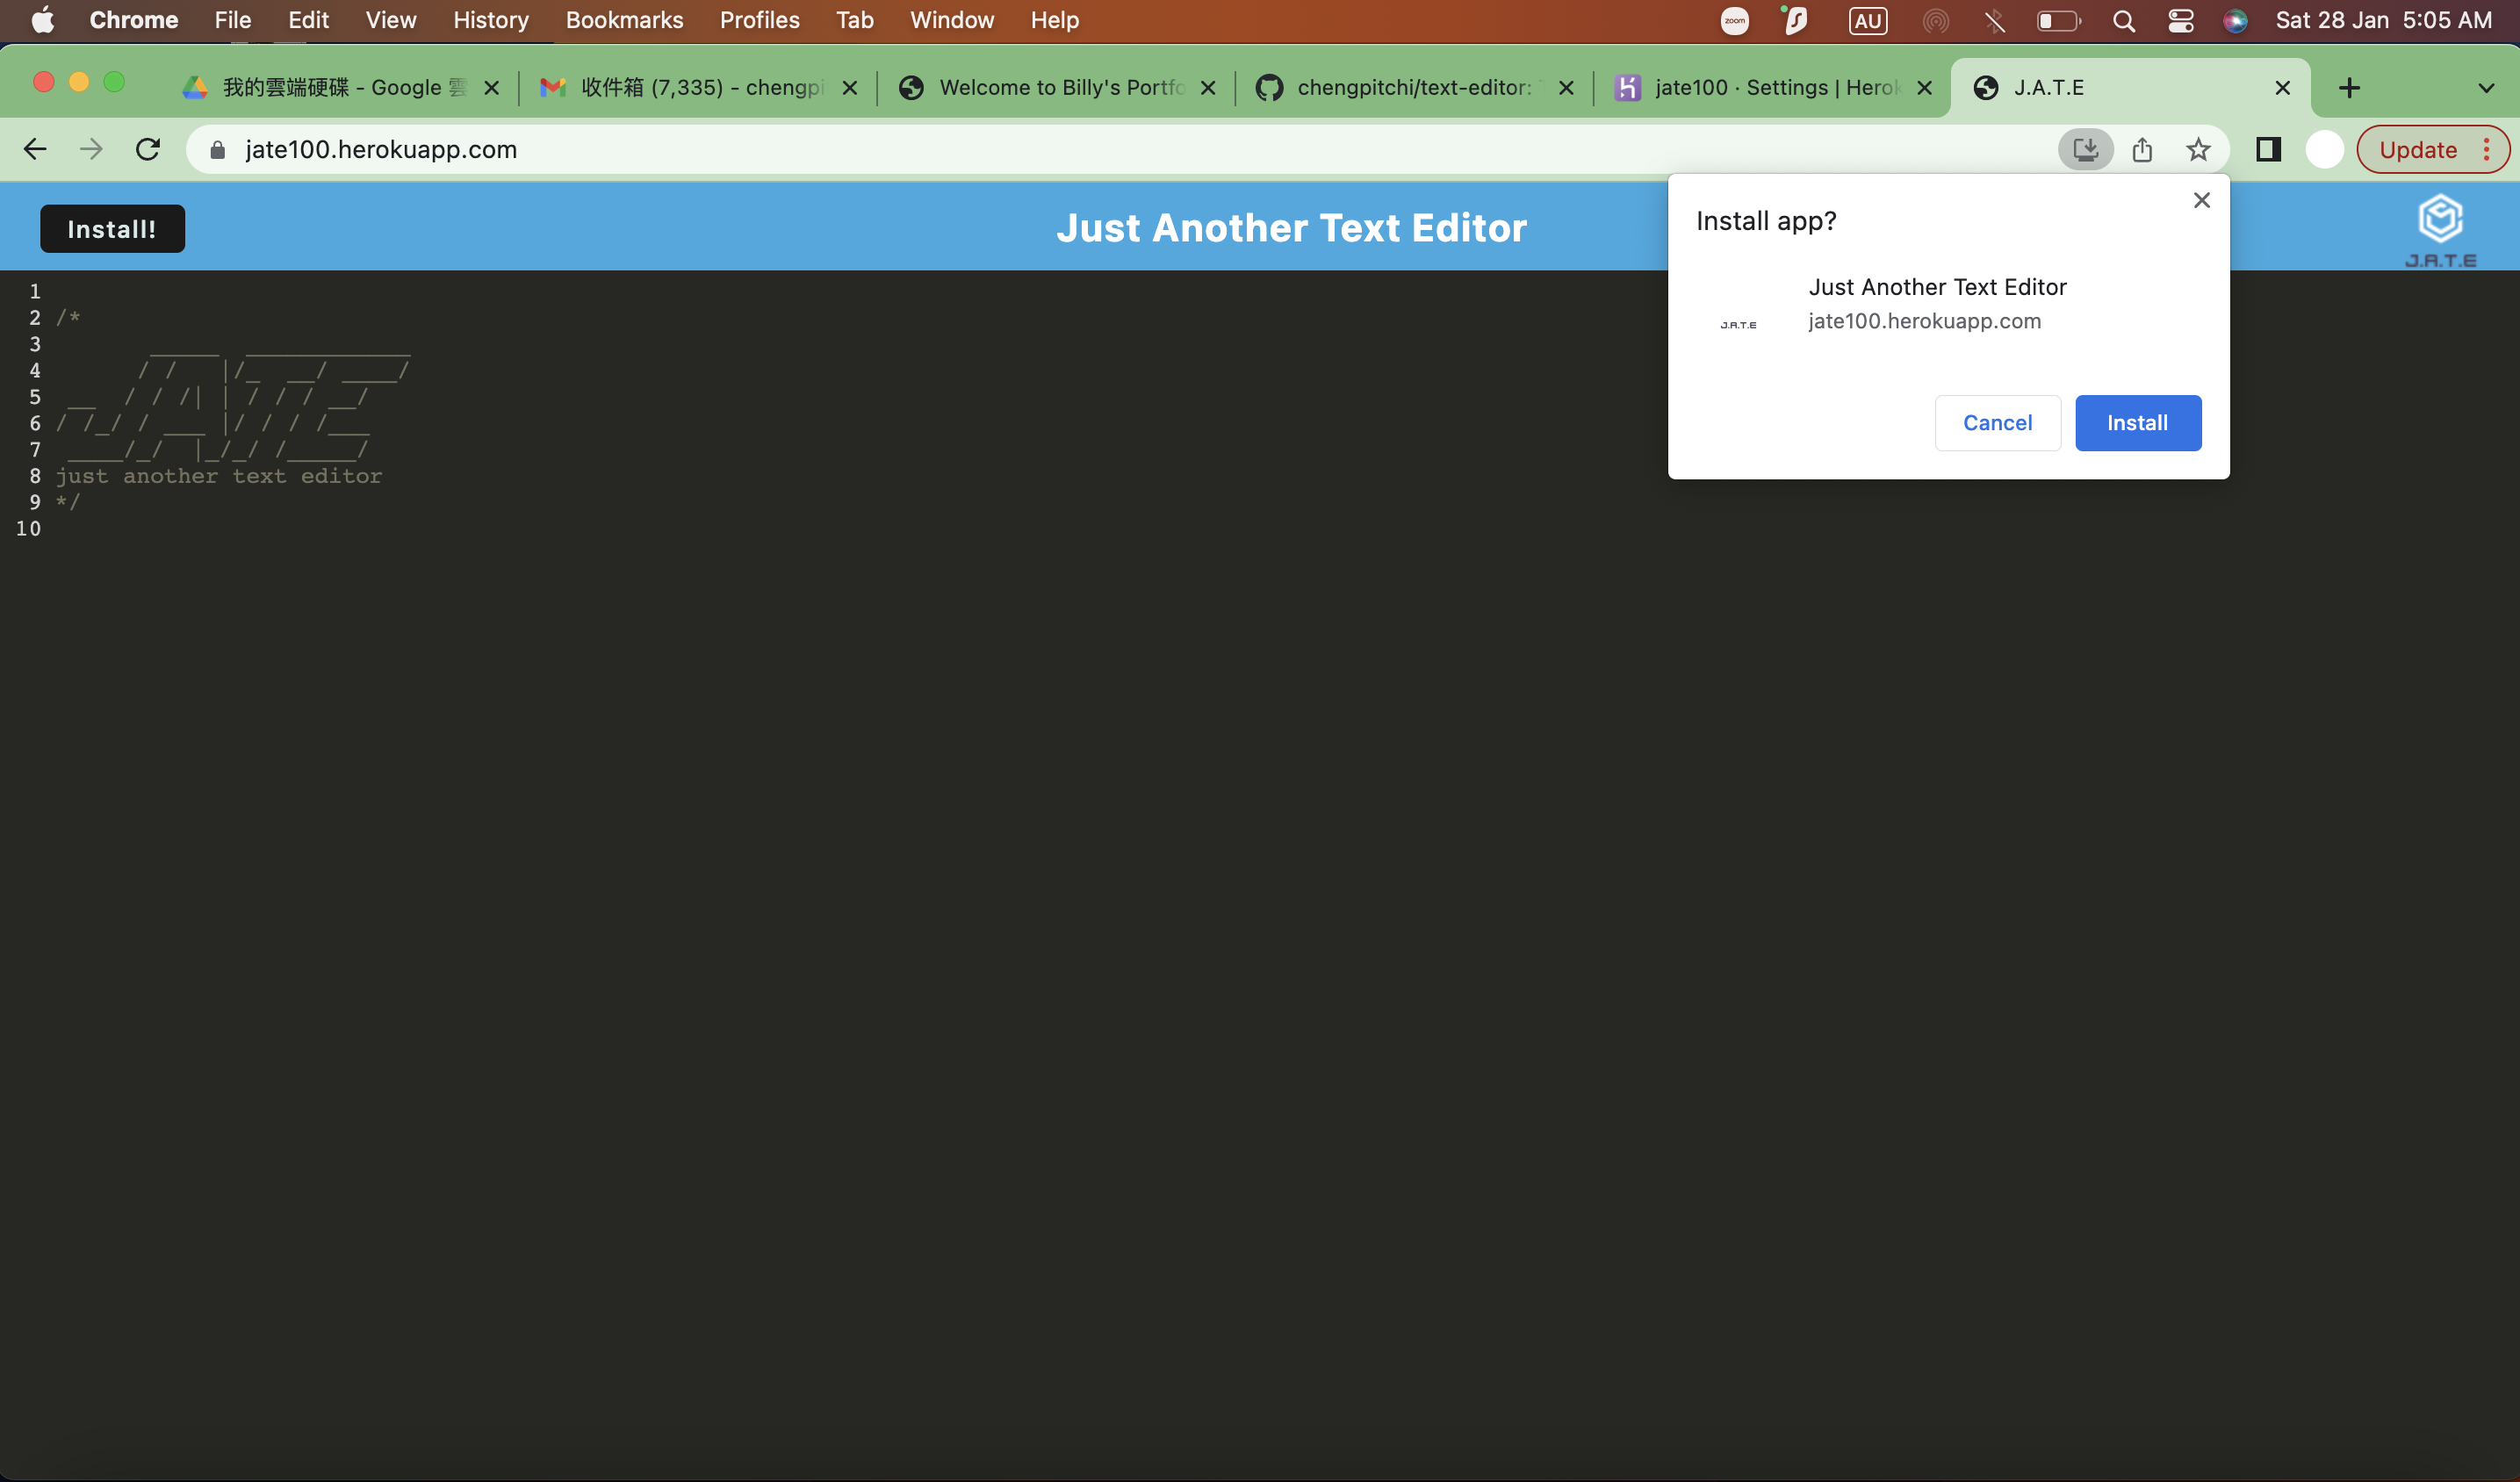 Chrome File Edit View History Bookmarks Profiles Tab Window Help zoom AU Sat 28 Jan 5:05 AM
我的雲端硬碟 - Google 雲 收件箱 (7,335) - chengpi Welcome to Billy's Portfo chengpitchi/text-editor: jate100 · Settings | Herok J.A.T.E
jate100.herokuapp.com Update
Install! Just Another Text Editor J.A.T.E
Install app?
Just Another Text Editor
J.A.T.E jate100.herokuapp.com
Cancel Install
1
2 /*
3
4
5
6
7
8 just another text editor
9 */
10